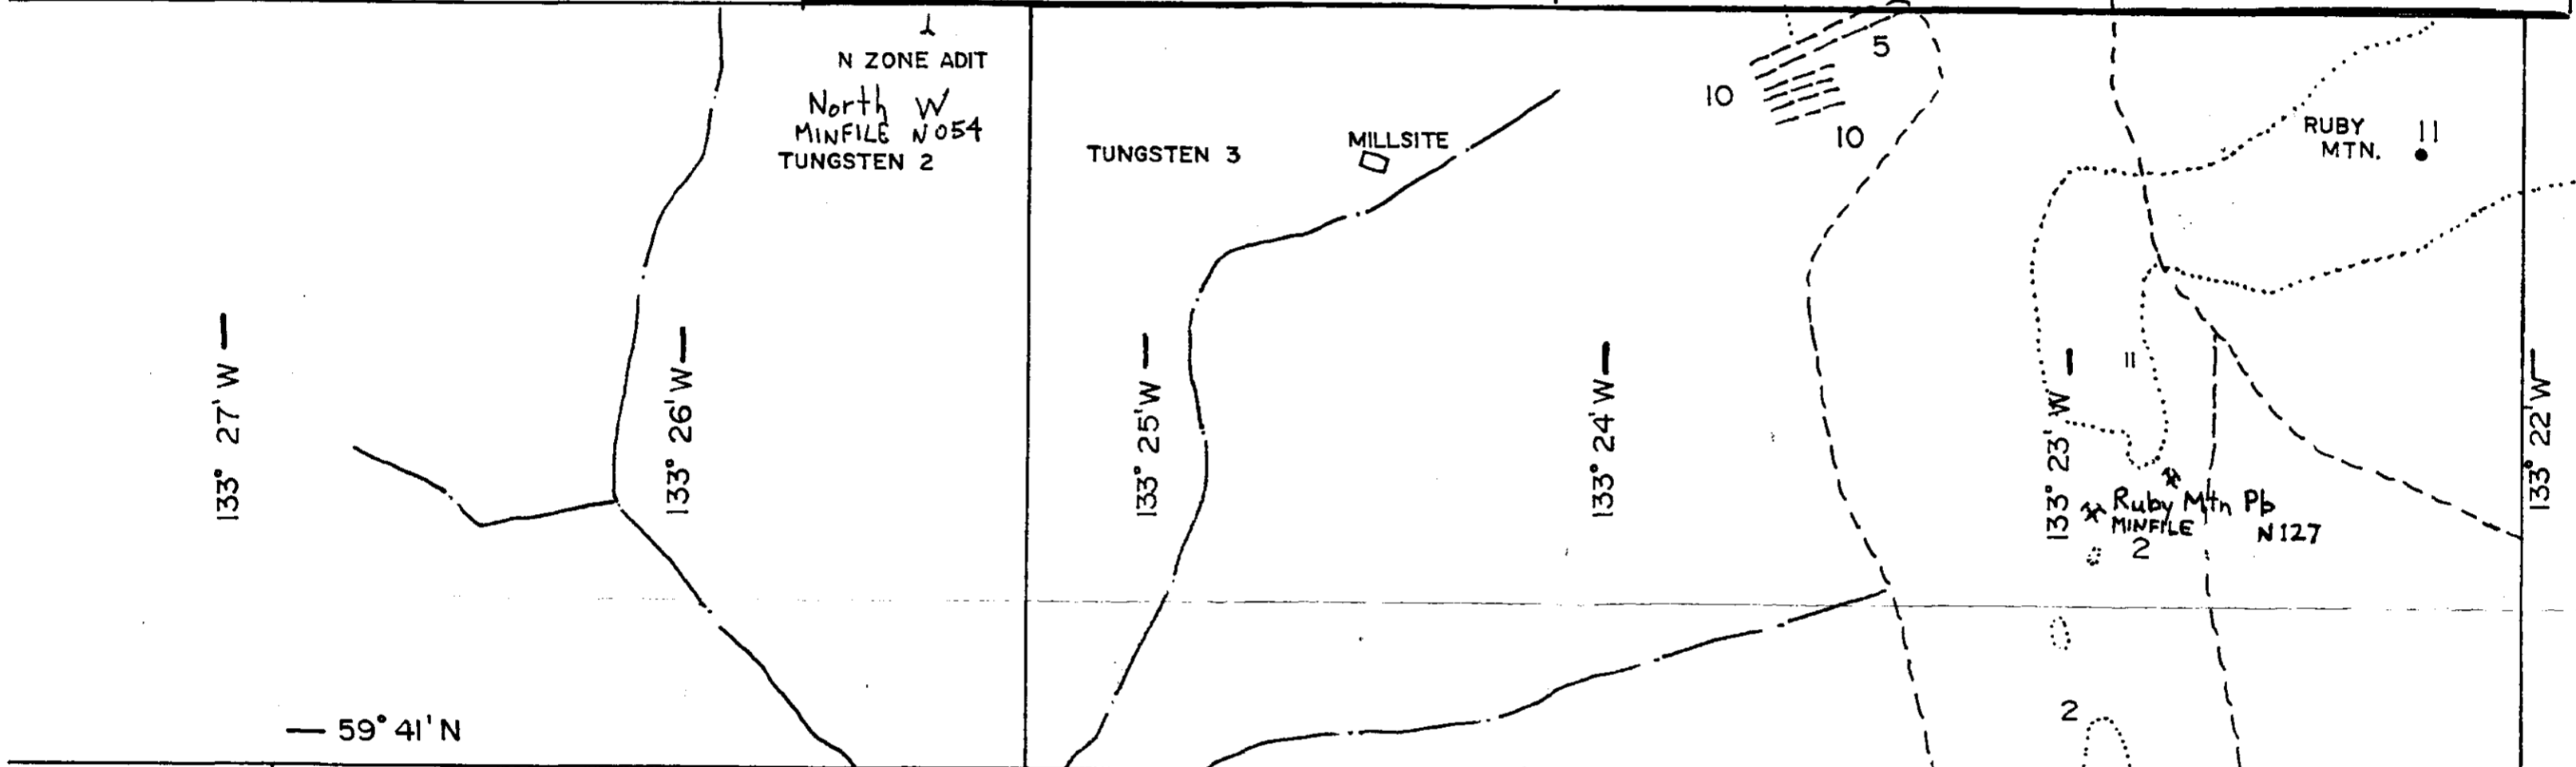 N ZONE ADIT
North W
MINFILE N054
TUNGSTEN 2
TUNGSTEN 3
MILLSITE
5
10
10
RUBY
MTN.
11
133° 27' W
133° 26' W
133° 25' W
133° 24' W
133° 23' W
11
133° 22' W
Ruby Mtn Pb
MINFILE N127
2
2
59° 41' N